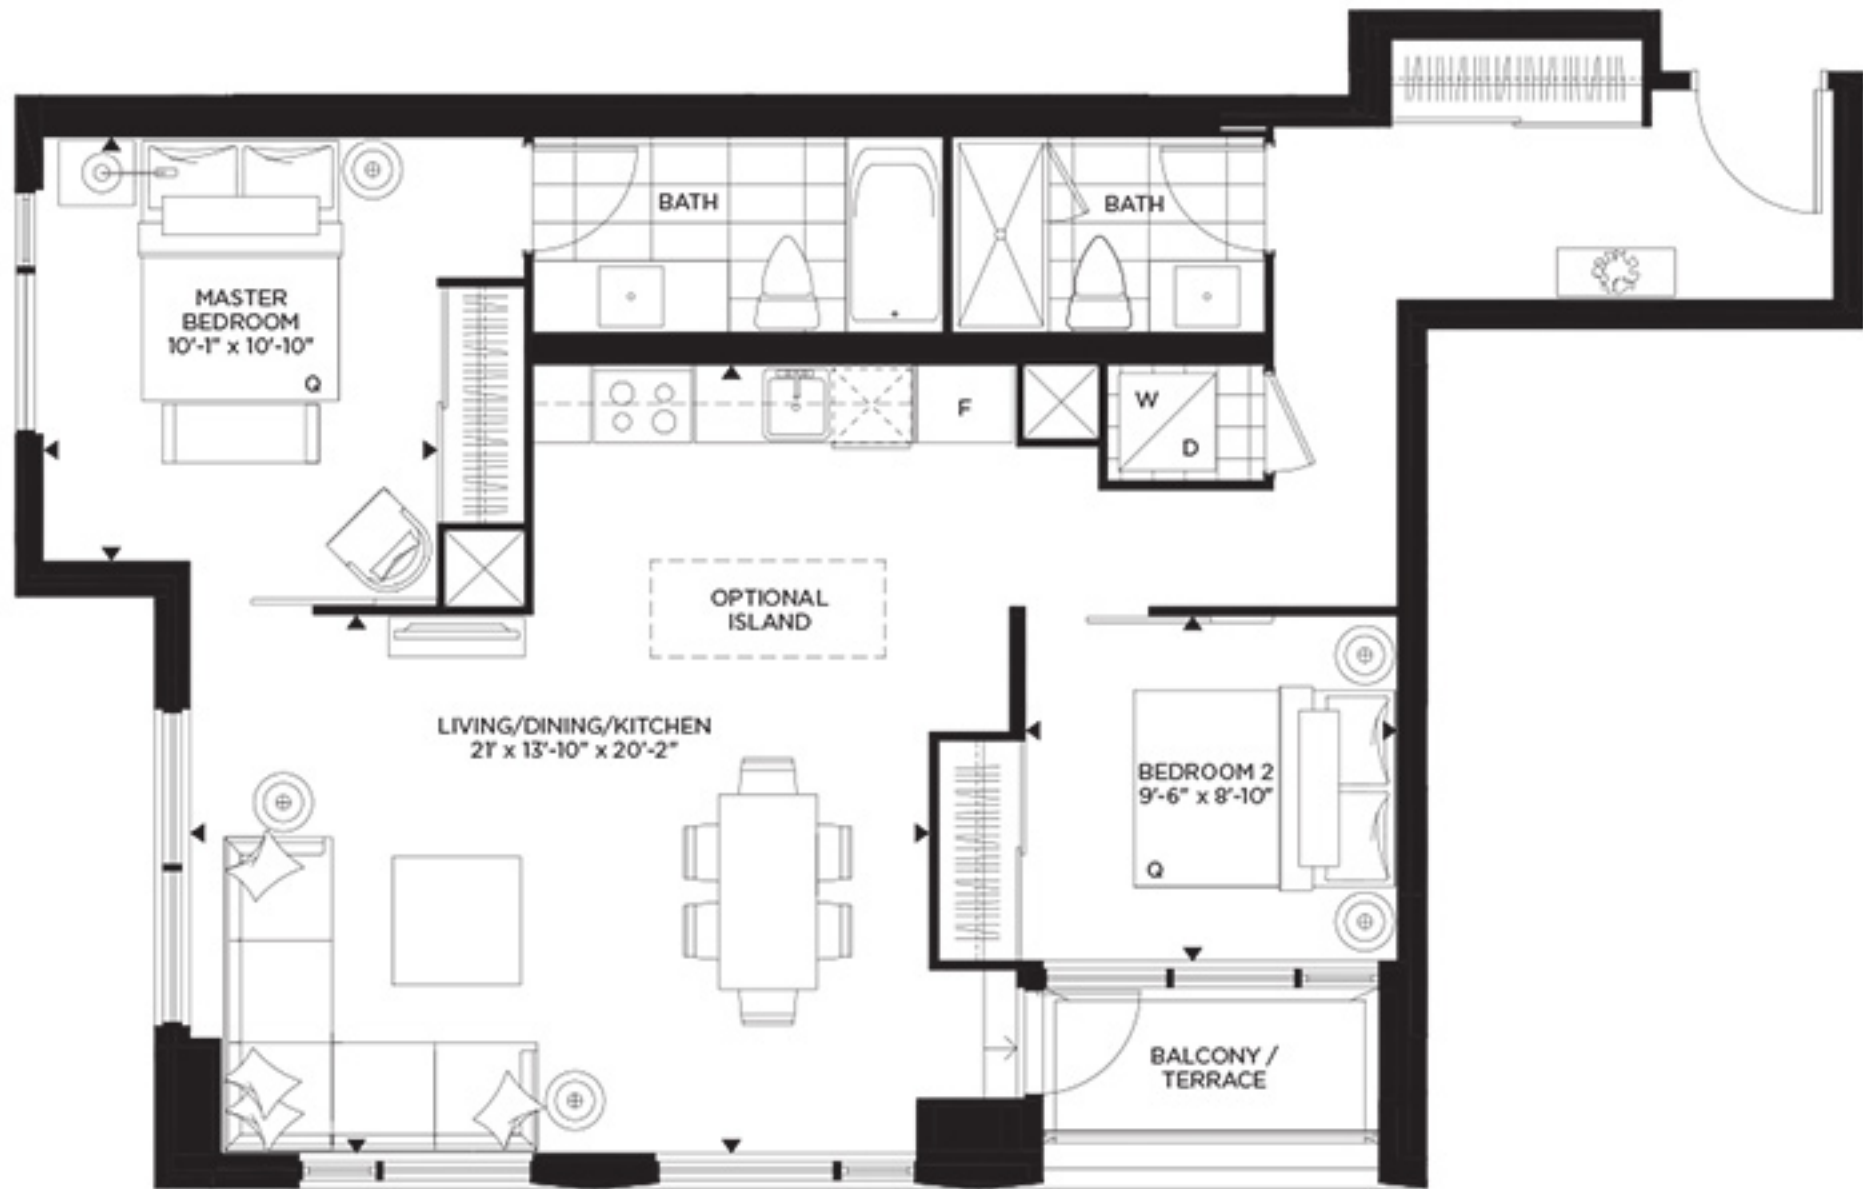 BATH
BATH
MASTER
BEDROOM
10'-1" x 10'-10"
Q
F
W
D
OPTIONAL
ISLAND
LIVING/DINING/KITCHEN
21' x 13'-10" x 20'-2"
BEDROOM 2
9'-6" x 8'-10"
Q
BALCONY /
TERRACE